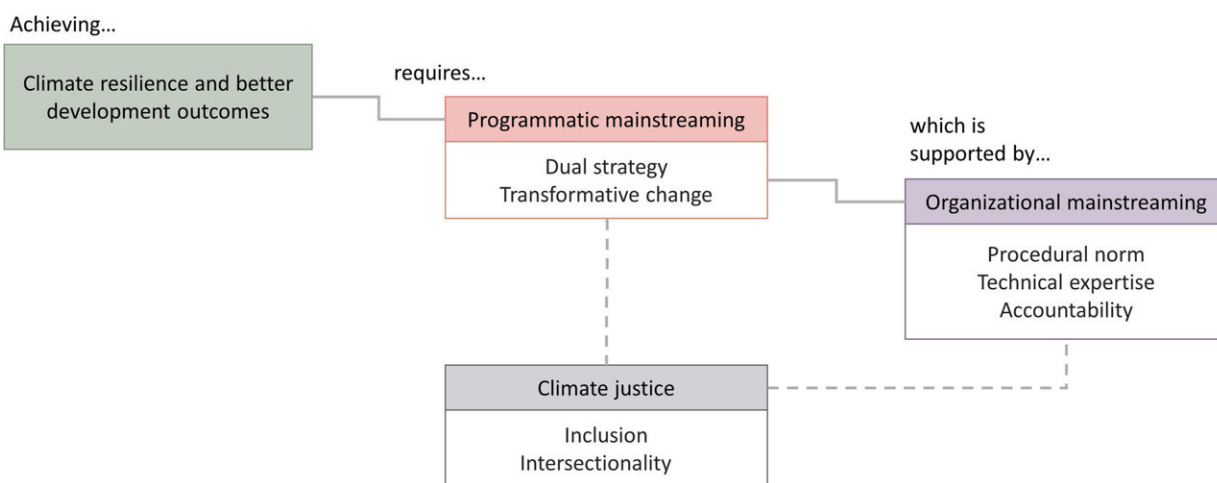 Achieving...
Climate resilience and better
development outcomes
requires...
Programmatic mainstreaming
Dual strategy
Transformative change
which is
supported by...
Organizational mainstreaming
Procedural norm
Technical expertise
Accountability
Climate justice
Inclusion
Intersectionality